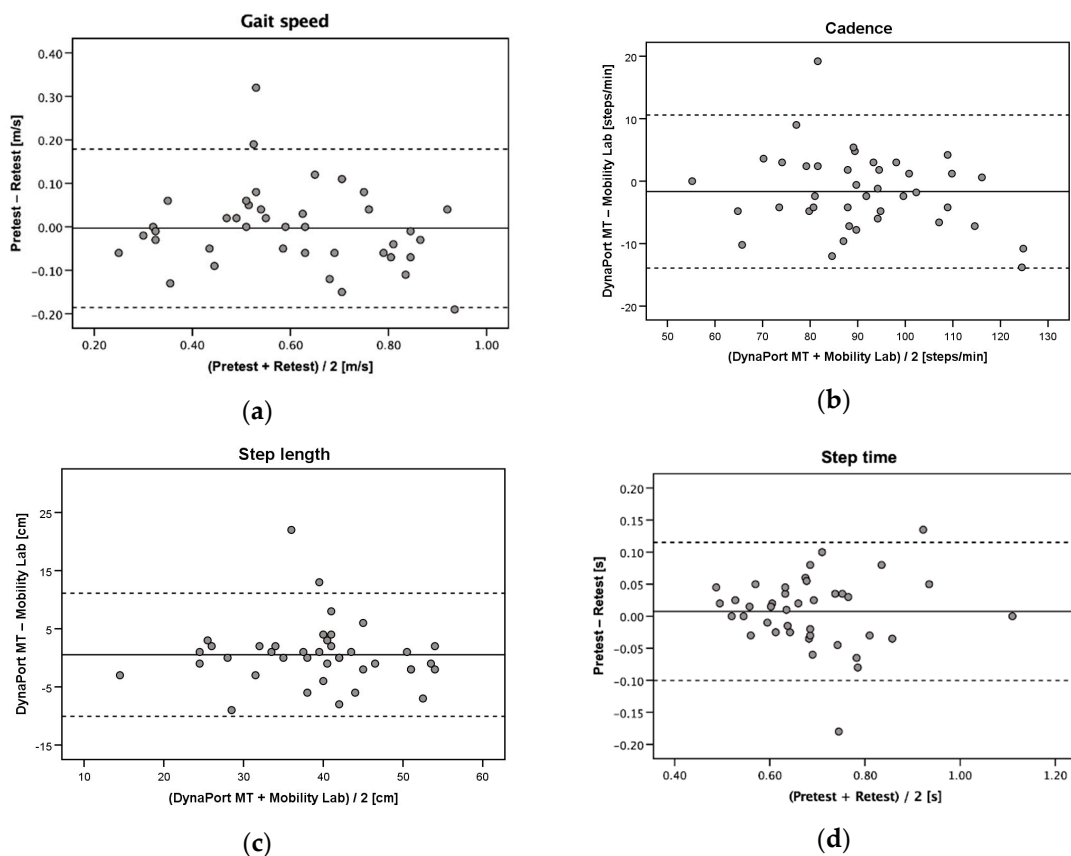 Gait speed
0.40
0.30
0.20
0.10
0.00
−0.10
−0.20
Pretest – Retest [m/s]
0.20 0.40 0.60 0.80 1.00
(Pretest + Retest) / 2 [m/s]
(a)
Cadence
20
10
0
−10
−20
DynaPort MT – Mobility Lab [steps/min]
50 60 70 80 90 100 110 120 130
(DynaPort MT + Mobility Lab) / 2 [steps/min]
(b)
Step length
25
15
5
-5
-15
DynaPort MT – Mobility Lab [cm]
10 20 30 40 50 60
(DynaPort MT + Mobility Lab) / 2 [cm]
(c)
Step time
0.20
0.15
0.10
0.05
0.00
−0.05
−0.10
−0.15
−0.20
Pretest – Retest [s]
0.40 0.60 0.80 1.00 1.20
(Pretest + Retest) / 2 [s]
(d)